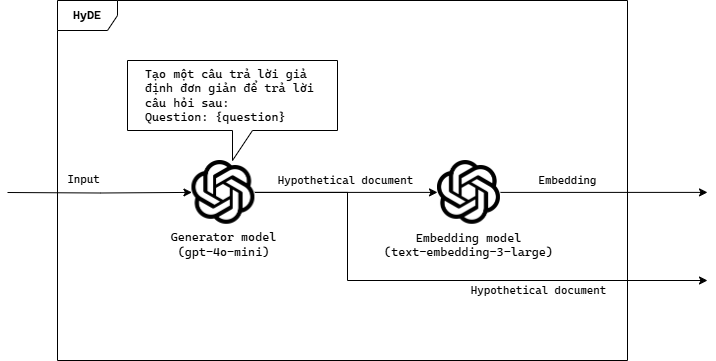 HyDE
Tạo một câu trả lời giả
định đơn giản để trả lời
câu hỏi sau:
Question: {question}
Input
Hypothetical document
Embedding
Generator model
(gpt-4o-mini)
Embedding model
(text-embedding-3-large)
Hypothetical document